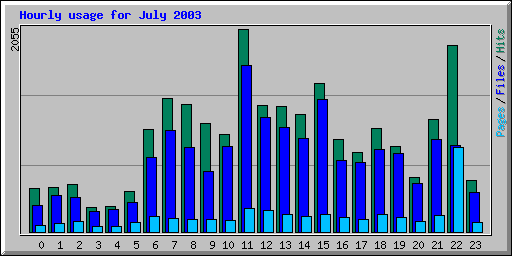 Hourly usage for July 2003
2055
Pages / Files / Hits
0 1 2 3 4 5 6 7 8 9 10 11 12 13 14 15 16 17 18 19 20 21 22 23